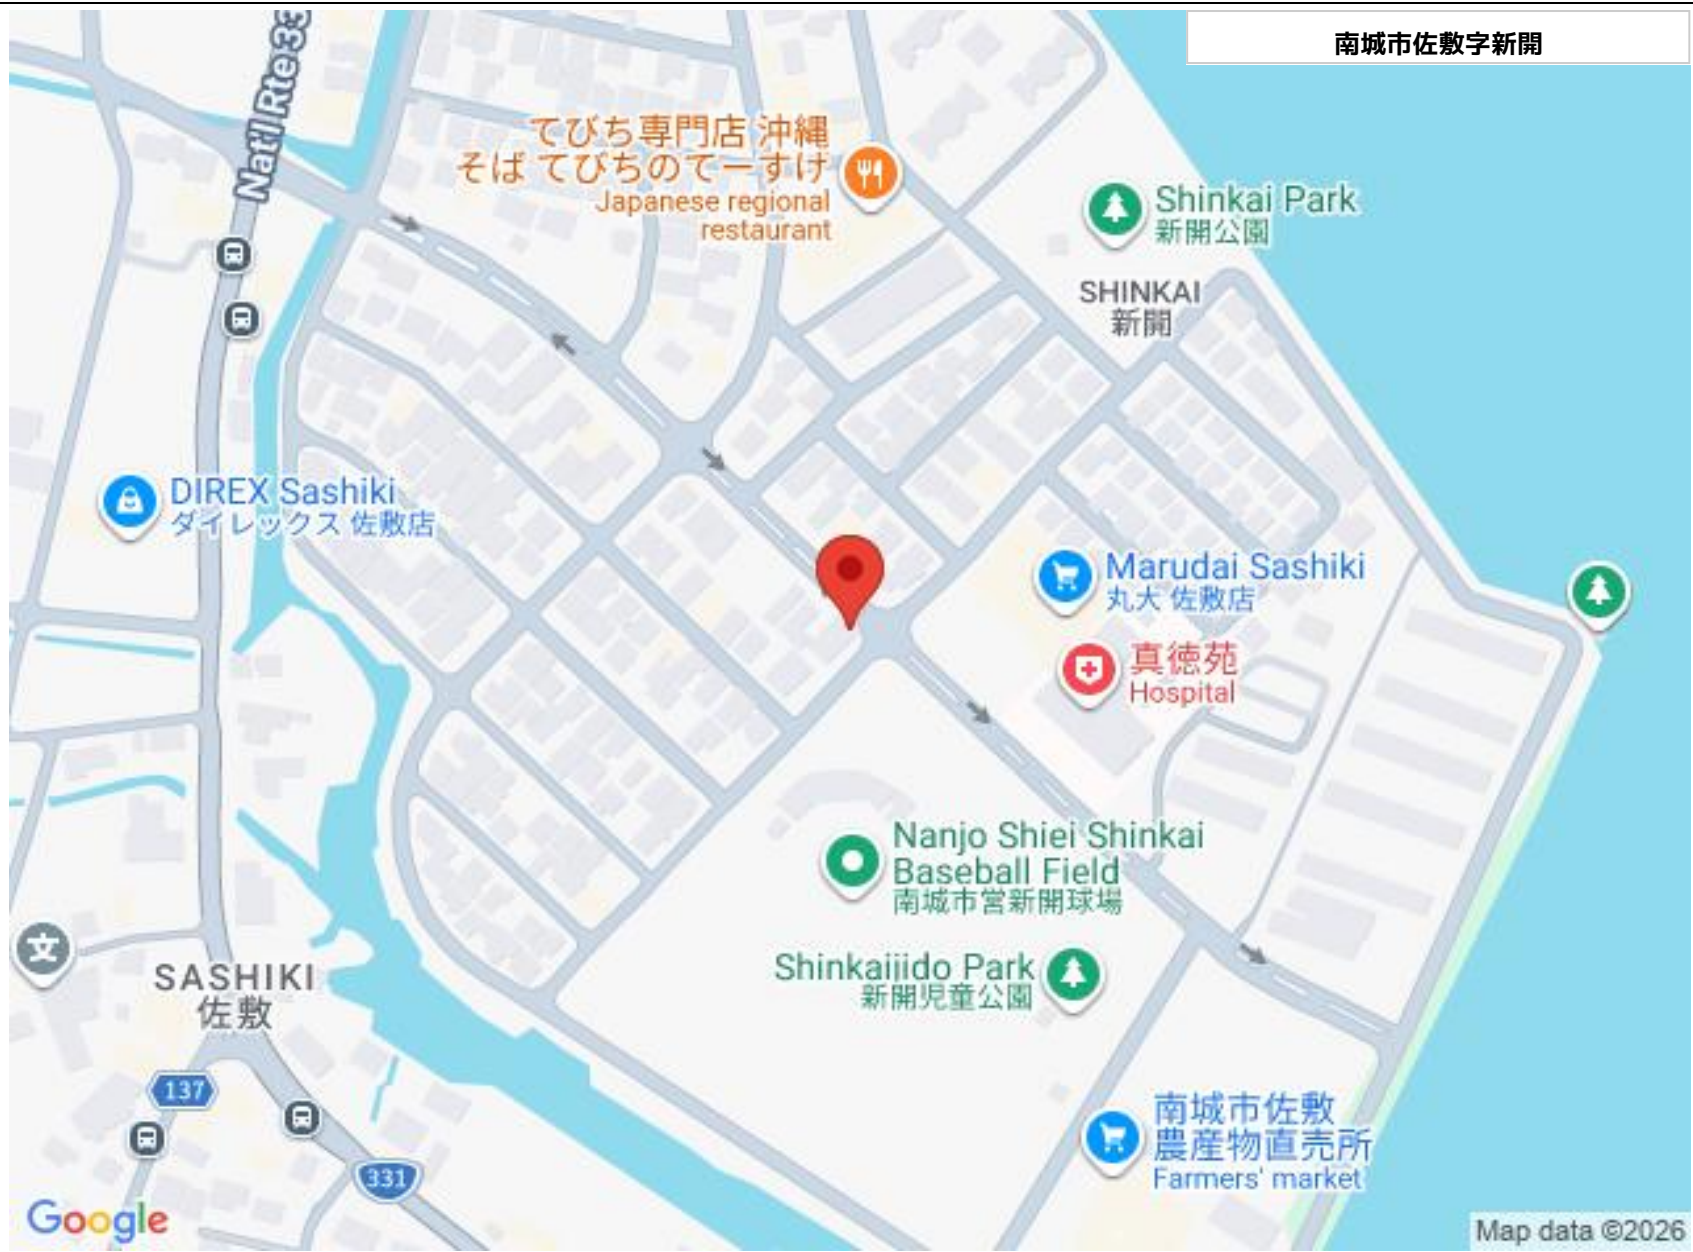 南城市佐敷字新開
Nat'l Rte33
てびち専門店 沖縄
そば てびちのてーすけ
Japanese regional
restaurant
Shinkai Park
新開公園
SHINKAI
新開
DIREX Sashiki
ダイレックス 佐敷店
Marudai Sashiki
丸大 佐敷店
真徳苑
Hospital
Nanjo Shiei Shinkai
Baseball Field
南城市営新開球場
文
SASHIKI
佐敷
Shinkaijido Park
新開児童公園
137
331
南城市佐敷
農産物直売所
Farmers' market
Google
Map data ©2026